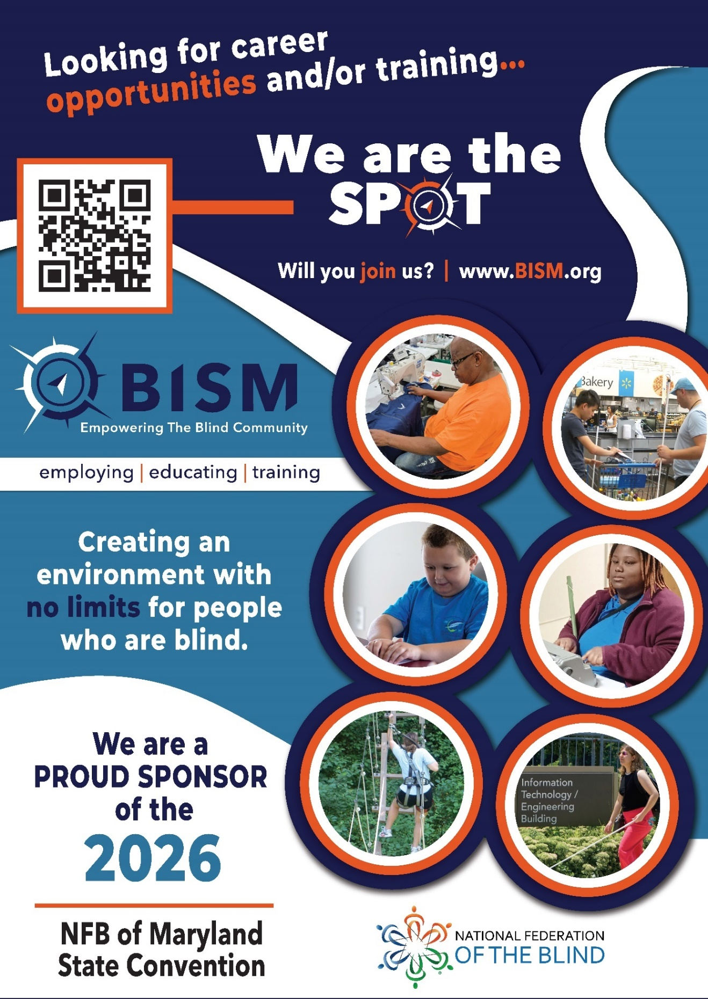 Looking for career
opportunities and/or training...
We are the
SPOT
Will you join us? | www.BISM.org
BISM
Empowering The Blind Community
employing | educating | training
Bakery
Creating an
environment with
no limits for people
who are blind.
Information
Technology /
Engineering
Building
We are a
PROUD SPONSOR
of the
2026
NFB of Maryland
State Convention
NATIONAL FEDERATION
OF THE BLIND
®